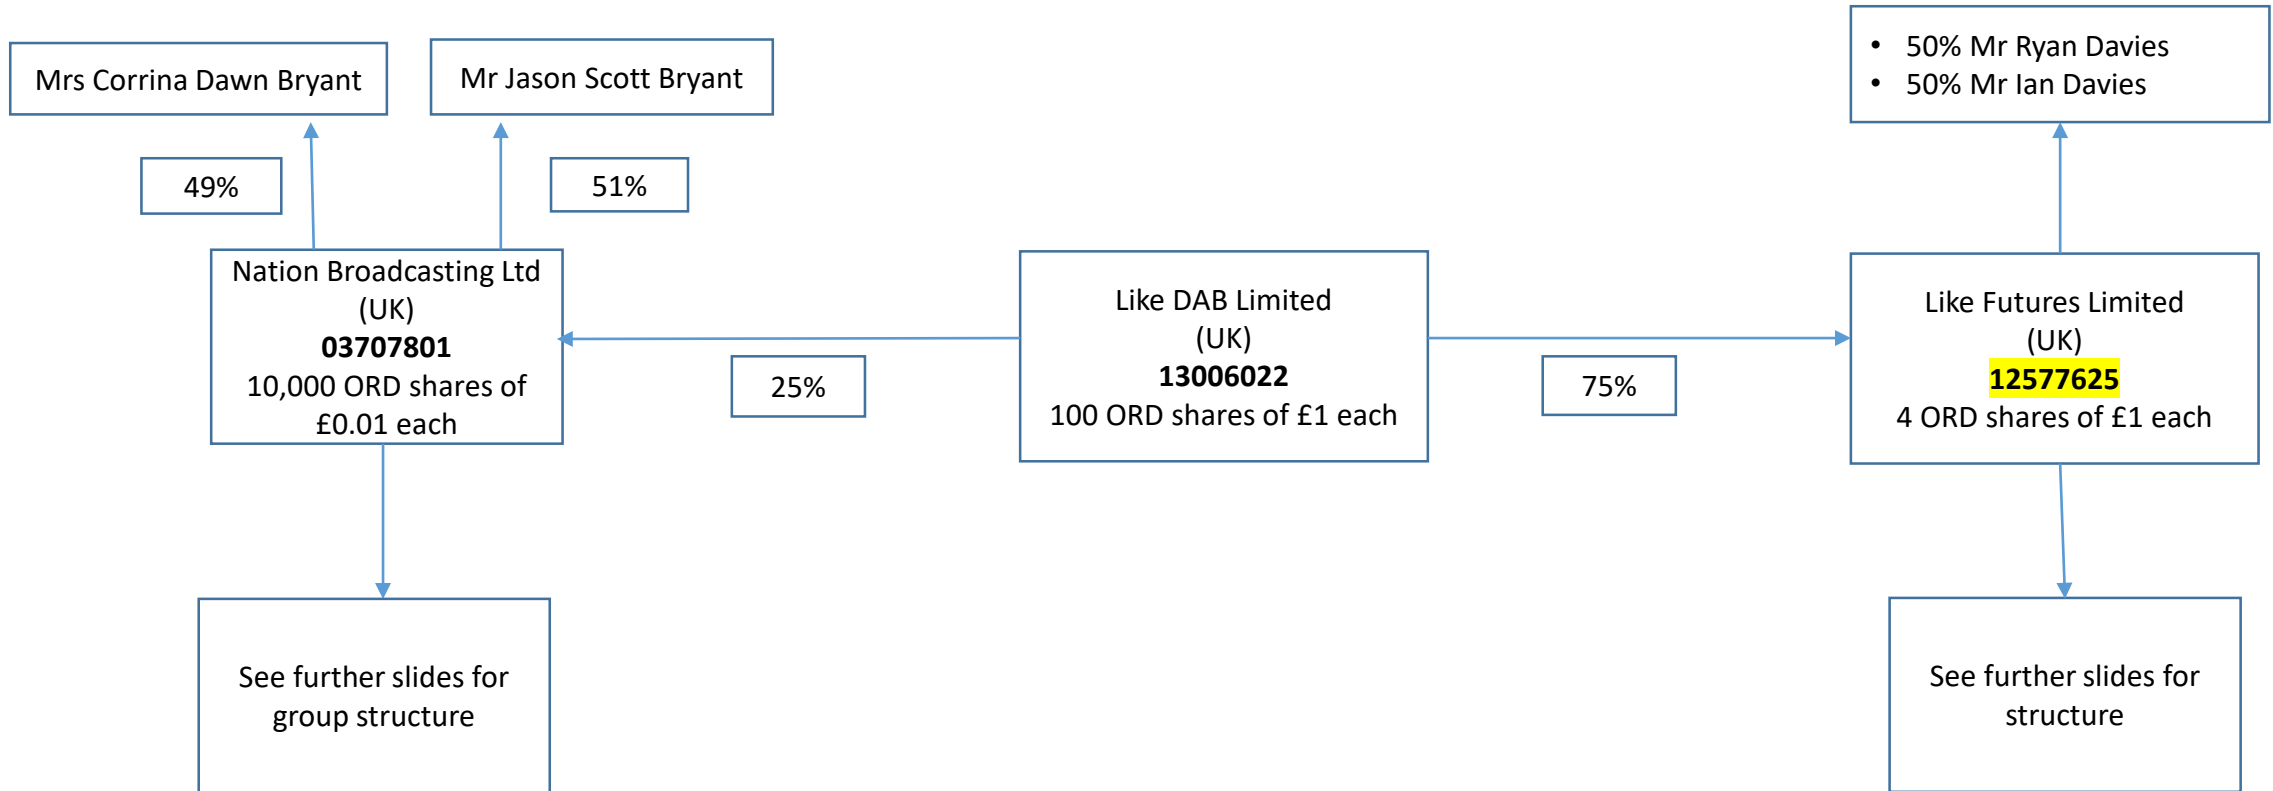 Mrs Corrina Dawn Bryant
Mr Jason Scott Bryant
• 50% Mr Ryan Davies
• 50% Mr Ian Davies
49%
51%
Nation Broadcasting Ltd
(UK)
03707801
10,000 ORD shares of
£0.01 each
25%
Like DAB Limited
(UK)
13006022
100 ORD shares of £1 each
75%
Like Futures Limited
(UK)
12577625
4 ORD shares of £1 each
See further slides for
group structure
See further slides for
structure